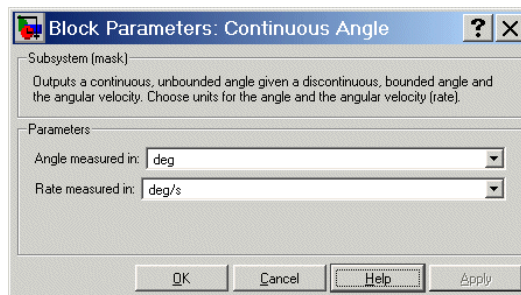 Block Parameters: Continuous Angle
Subsystem (mask)
Outputs a continuous, unbounded angle given a discontinuous, bounded angle and
the angular velocity. Choose units for the angle and the angular velocity (rate).
Parameters
Angle measured in: deg
Rate measured in: deg/s
OK Cancel Help Apply